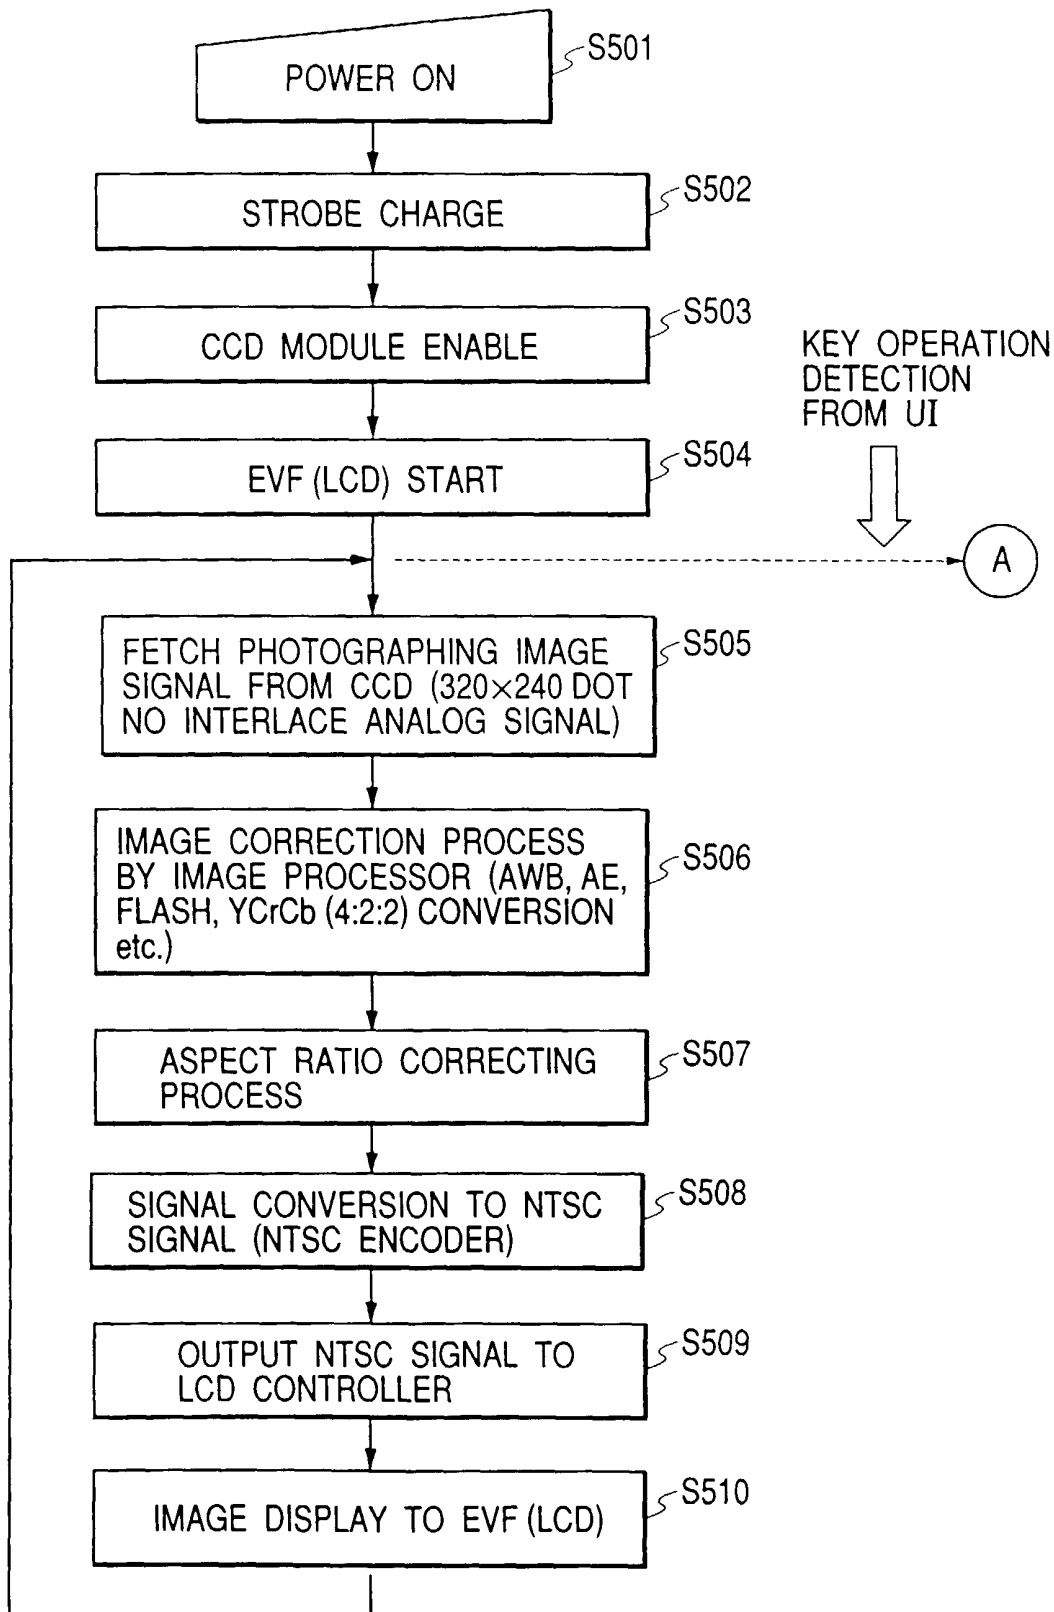 POWER ON
S501
STROBE CHARGE
S502
CCD MODULE ENABLE
S503
KEY OPERATION
DETECTION
FROM UI
EVF (LCD) START
S504
A
FETCH PHOTOGRAPHING IMAGE
SIGNAL FROM CCD (320×240 DOT
NO INTERLACE ANALOG SIGNAL)
S505
IMAGE CORRECTION PROCESS
BY IMAGE PROCESSOR (AWB, AE,
FLASH, YCrCb (4:2:2) CONVERSION
etc.)
S506
ASPECT RATIO CORRECTING
PROCESS
S507
SIGNAL CONVERSION TO NTSC
SIGNAL (NTSC ENCODER)
S508
OUTPUT NTSC SIGNAL TO
LCD CONTROLLER
S509
IMAGE DISPLAY TO EVF (LCD)
S510